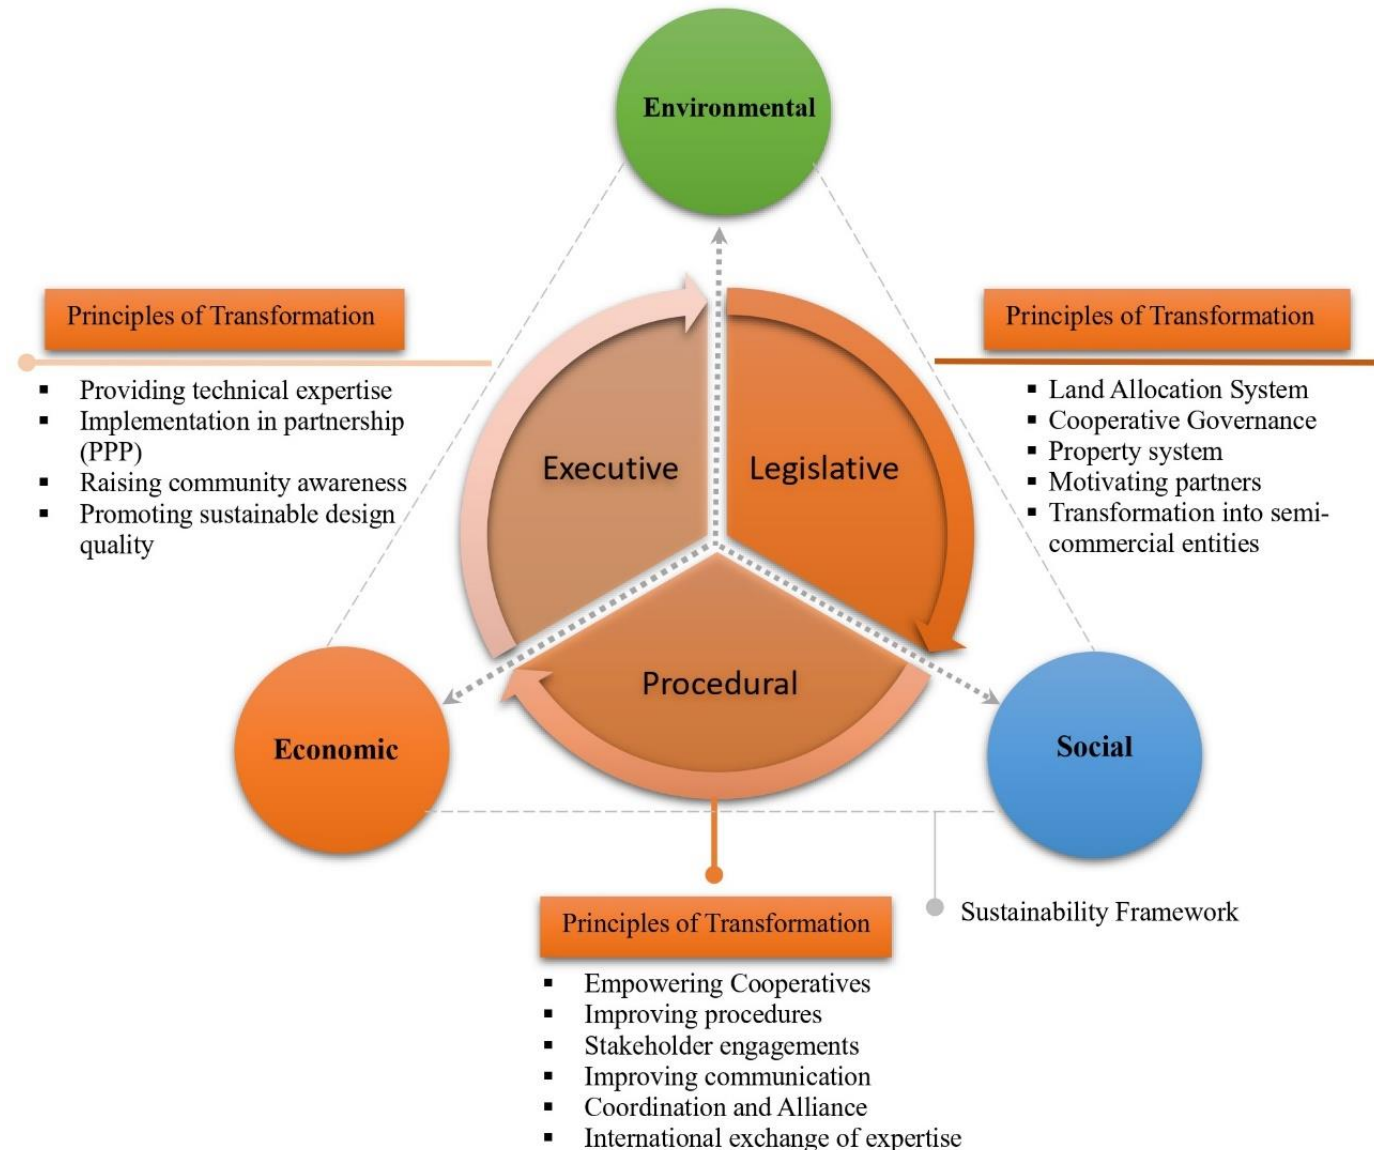 Environmental
Principles of Transformation
▪ Providing technical expertise
▪ Implementation in partnership
(PPP)
▪ Raising community awareness
▪ Promoting sustainable design
quality
Principles of Transformation
▪ Land Allocation System
▪ Cooperative Governance
▪ Property system
▪ Motivating partners
▪ Transformation into semi-
commercial entities
Executive
Legislative
Procedural
Economic
Social
Sustainability Framework
Principles of Transformation
▪ Empowering Cooperatives
▪ Improving procedures
▪ Stakeholder engagements
▪ Improving communication
▪ Coordination and Alliance
▪ International exchange of expertise